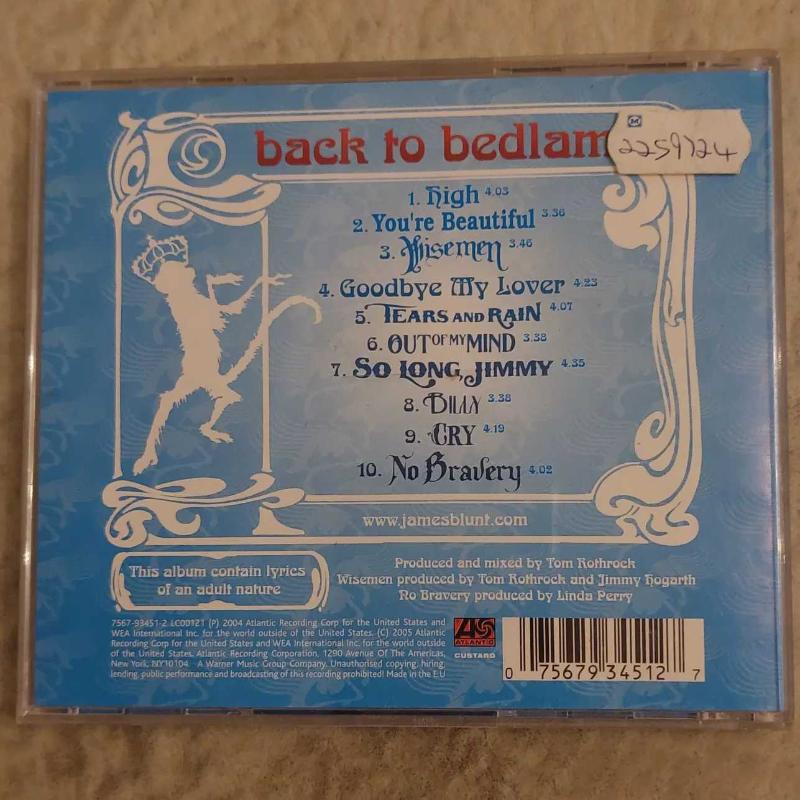 back to bedlam
2259724
1. High 4.03
2. You're Beautiful 3.36
3. Wisemen 3.46
4. Goodbye My Lover 4.23
5. TEARS AND RAIN 4.07
6. OUT OF MY MIND 3.38
7. SO LONG, JIMMY 4.35
8. Billy 3.38
9. CRY 4.19
10. No Bravery 4.02
www.jamesblunt.com
This album contain lyrics
of an adult nature
Produced and mixed by Tom Rothrock
Wisemen produced by Tom Rothrock and Jimmy Hogarth
No Bravery produced by Linda Perry
7567-93451-2 LC00121 (P) 2004 Atlantic Recording Corp for the United States and
WEA International Inc. for the world outside of the United States. (C) 2005 Atlantic
Recording Corp for the United States and WEA International Inc. for the world outside
of the United States. Atlantic Recording Corporation, 1290 Avenue Of The Americas,
New York, NY10104. A Warner Music Group Company. Unauthorised copying, hiring,
lending, public performance and broadcasting of this recording prohibited! Made in the E.U
ATLANTIC
CUSTARD
0 75679 34512 7